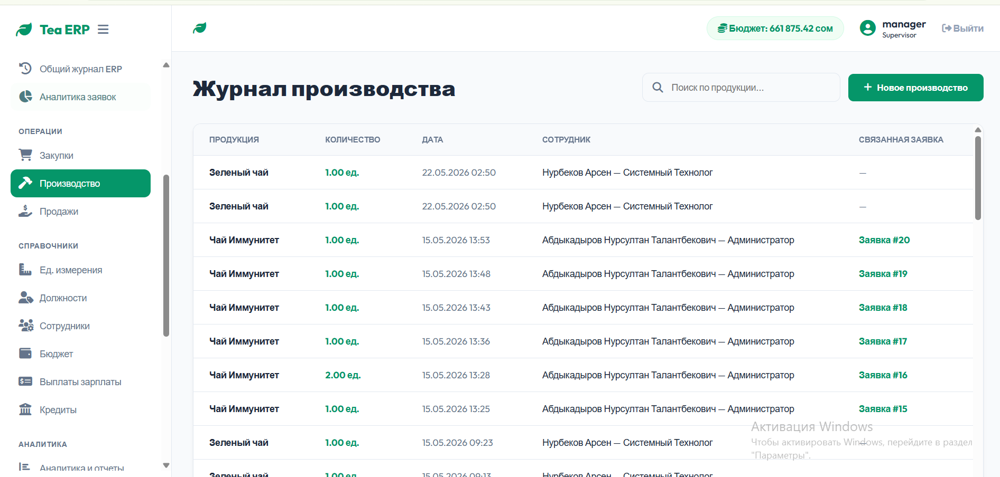 Tea ERP
Бюджет: 661 875.42 сом
manager
Supervisor
Выйти
Общий журнал ERP
Аналитика заявок
ОПЕРАЦИИ
Закупки
Производство
Продажи
СПРАВОЧНИКИ
Ед. измерения
Должности
Сотрудники
Бюджет
Выплаты зарплаты
Кредиты
АНАЛИТИКА
Аналитика и отчеты
Журнал производства
Поиск по продукции...
+ Новое производство
ПРОДУКЦИЯ КОЛИЧЕСТВО ДАТА СОТРУДНИК СВЯЗАННАЯ ЗАЯВКА
Зеленый чай 1.00 ед. 22.05.2026 02:50 Нурбеков Арсен — Системный Технолог —
Зеленый чай 1.00 ед. 22.05.2026 02:50 Нурбеков Арсен — Системный Технолог —
Чай Иммунитет 1.00 ед. 15.05.2026 13:53 Абдыкадыров Нурсултан Талантбекович — Администратор Заявка #20
Чай Иммунитет 1.00 ед. 15.05.2026 13:48 Абдыкадыров Нурсултан Талантбекович — Администратор Заявка #19
Чай Иммунитет 1.00 ед. 15.05.2026 13:43 Абдыкадыров Нурсултан Талантбекович — Администратор Заявка #18
Чай Иммунитет 1.00 ед. 15.05.2026 13:36 Абдыкадыров Нурсултан Талантбекович — Администратор Заявка #17
Чай Иммунитет 2.00 ед. 15.05.2026 13:28 Абдыкадыров Нурсултан Талантбекович — Администратор Заявка #16
Чай Иммунитет 1.00 ед. 15.05.2026 13:25 Абдыкадыров Нурсултан Талантбекович — Администратор Заявка #15
Зеленый чай 1.00 ед. 15.05.2026 09:23 Нурбеков Арсен — Системный Технолог —
Зеленый чай 1.00 ед. 15.05.2026 09:13 Нурбеков Арсен — Системный Технолог
Активация Windows
Чтобы активировать Windows, перейдите в раздел
"Параметры".